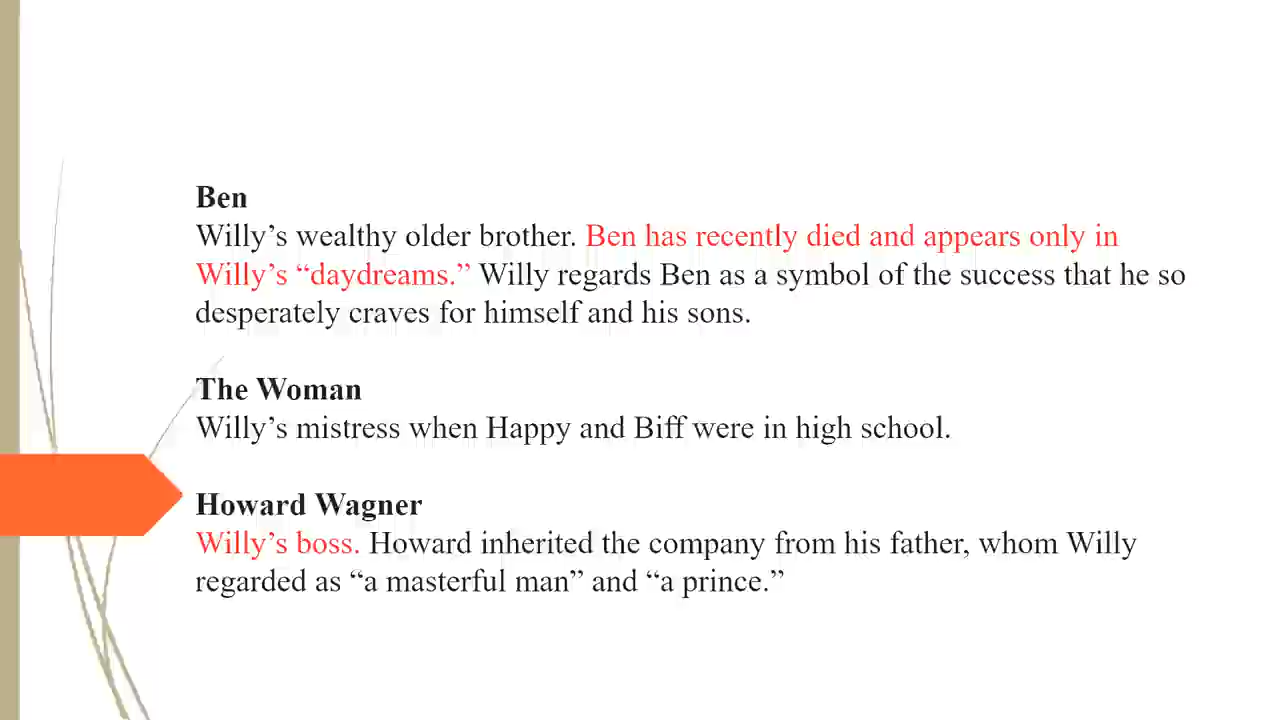 Ben
Willy’s wealthy older brother. Ben has recently died and appears only in
Willy’s “daydreams.” Willy regards Ben as a symbol of the success that he so
desperately craves for himself and his sons.
The Woman
Willy’s mistress when Happy and Biff were in high school.
Howard Wagner
Willy’s boss. Howard inherited the company from his father, whom Willy
regarded as “a masterful man” and “a prince.”